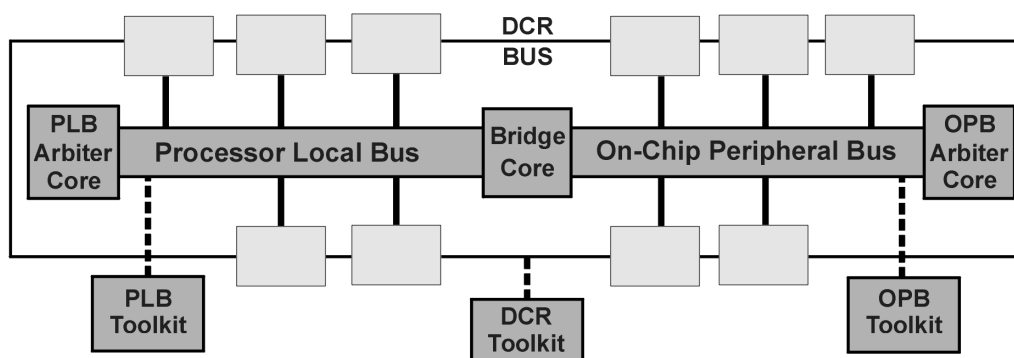 DCR
BUS
PLB
Arbiter
Core
Processor Local Bus
Bridge
Core
On-Chip Peripheral Bus
OPB
Arbiter
Core
PLB
Toolkit
DCR
Toolkit
OPB
Toolkit